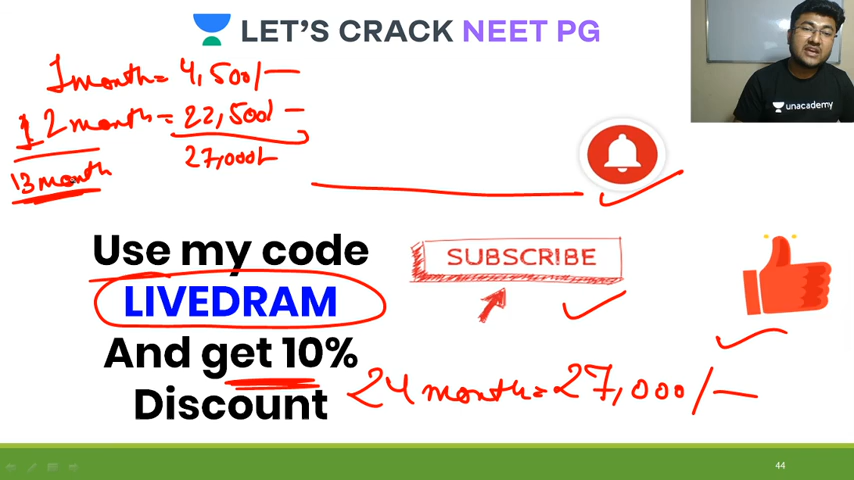 LET'S CRACK NEET PG
unacademy
1 month = 4,500/-
12 month = 22,500/-
27,000/-
13 month
Use my code
LIVEDRAM
And get 10%
Discount
SUBSCRIBE
24 month = 27,000/-
44